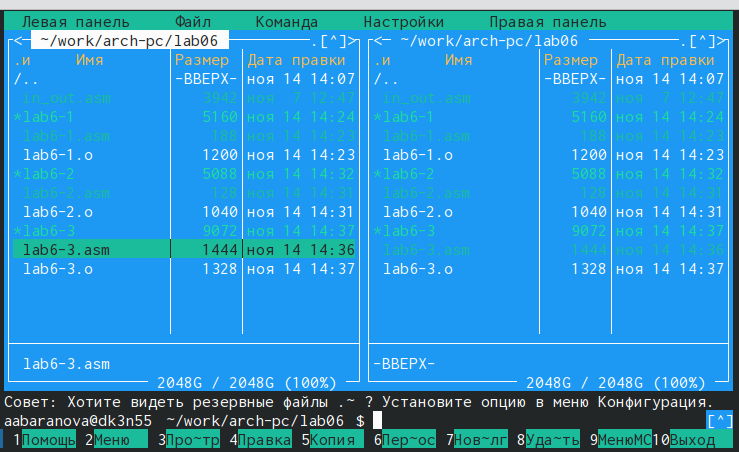 Левая панель Файл Команда Настройки Правая панель
<─ ~/work/arch-pc/lab06 .[^]> <─ ~/work/arch-pc/lab06 .[^]>
.и Имя Размер Дата правки .и Имя Размер Дата правки
/.. -ВВЕРХ- ноя 14 14:07 /.. -ВВЕРХ- ноя 14 14:07
in_out.asm 3942 ноя 7 12:47 in_out.asm 3942 ноя 7 12:47
*lab6-1 5160 ноя 14 14:24 *lab6-1 5160 ноя 14 14:24
lab6-1.asm 188 ноя 14 14:23 lab6-1.asm 188 ноя 14 14:23
lab6-1.o 1200 ноя 14 14:23 lab6-1.o 1200 ноя 14 14:23
*lab6-2 5088 ноя 14 14:32 *lab6-2 5088 ноя 14 14:32
lab6-2.asm 128 ноя 14 14:31 lab6-2.asm 128 ноя 14 14:31
lab6-2.o 1040 ноя 14 14:31 lab6-2.o 1040 ноя 14 14:31
*lab6-3 9072 ноя 14 14:37 *lab6-3 9072 ноя 14 14:37
lab6-3.asm 1444 ноя 14 14:36 lab6-3.asm 1444 ноя 14 14:36
lab6-3.o 1328 ноя 14 14:37 lab6-3.o 1328 ноя 14 14:37
lab6-3.asm -ВВЕРХ-
2048G / 2048G (100%) 2048G / 2048G (100%)
Совет: Хотите видеть резервные файлы .~ ? Установите опцию в меню Конфигурация.
aabaranova@dk3n55 ~/work/arch-pc/lab06 $ [^]
1Помощь 2Меню 3Про~тр 4Правка 5Копия 6Пер~ос 7Нов~лг 8Уда~ть 9МенюМС 10Выход